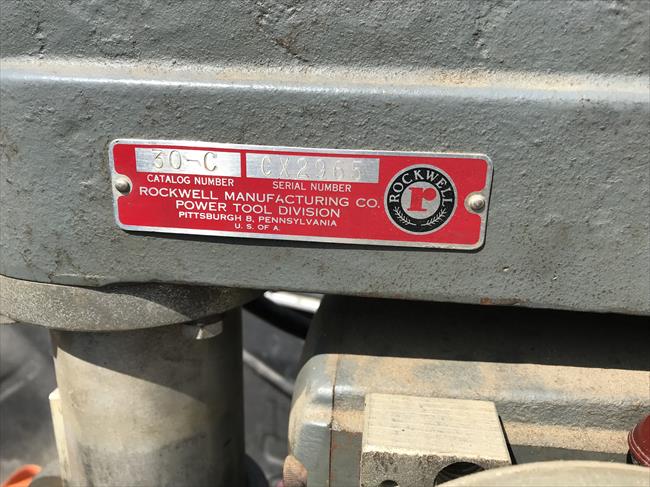 30-C CX2965
CATALOG NUMBER SERIAL NUMBER
ROCKWELL MANUFACTURING CO.
POWER TOOL DIVISION
PITTSBURGH 8, PENNSYLVANIA
U. S. OF A.
ROCKWELL
r